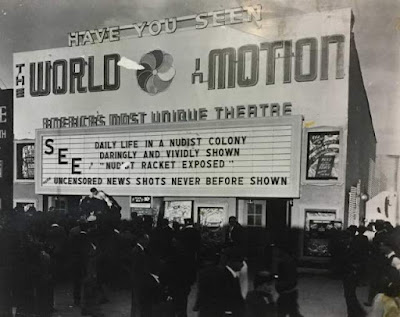 HAVE YOU SEEN
THE WORLD IN MOTION
AMERICA'S MOST UNIQUE THEATRE
SEE
DAILY LIFE IN A NUDIST COLONY
DARINGLY AND VIVIDLY SHOWN
"NUDIST RACKET EXPOSED"
UNCENSORED NEWS SHOTS NEVER BEFORE SHOWN